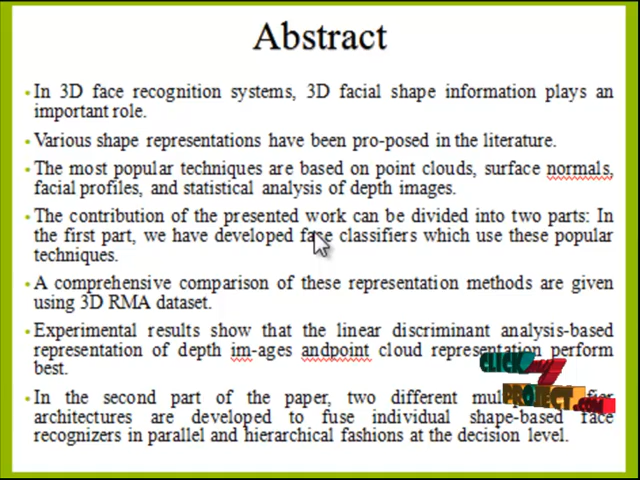 Abstract
• In 3D face recognition systems, 3D facial shape information plays an
important role.
• Various shape representations have been pro-posed in the literature.
• The most popular techniques are based on point clouds, surface normals,
facial profiles, and statistical analysis of depth images.
• The contribution of the presented work can be divided into two parts: In
the first part, we have developed face classifiers which use these popular
techniques.
• A comprehensive comparison of these representation methods are given
using 3D RMA dataset.
• Experimental results show that the linear discriminant analysis-based
representation of depth im-ages andpoint cloud representation perform
best.
CLICK MY
PROJECT.COM
• In the second part of the paper, two different
architectures are developed to fuse individual shape-based face
recognizers in parallel and hierarchical fashions at the decision level.